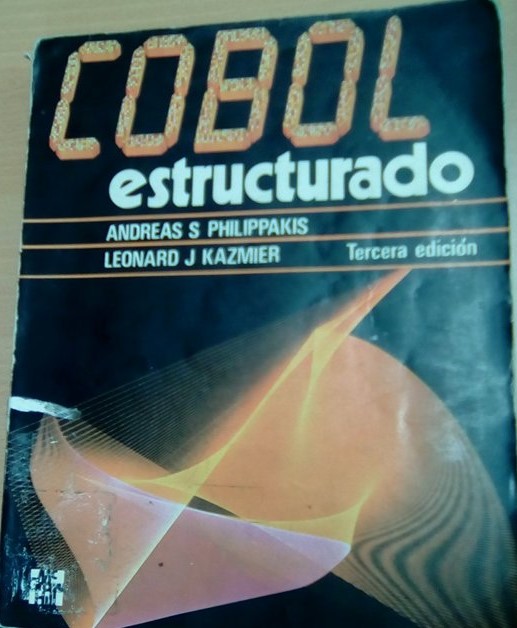 COBOL
estructurado
ANDREAS S PHILIPPAKIS
LEONARD J KAZMIER
Tercera edición